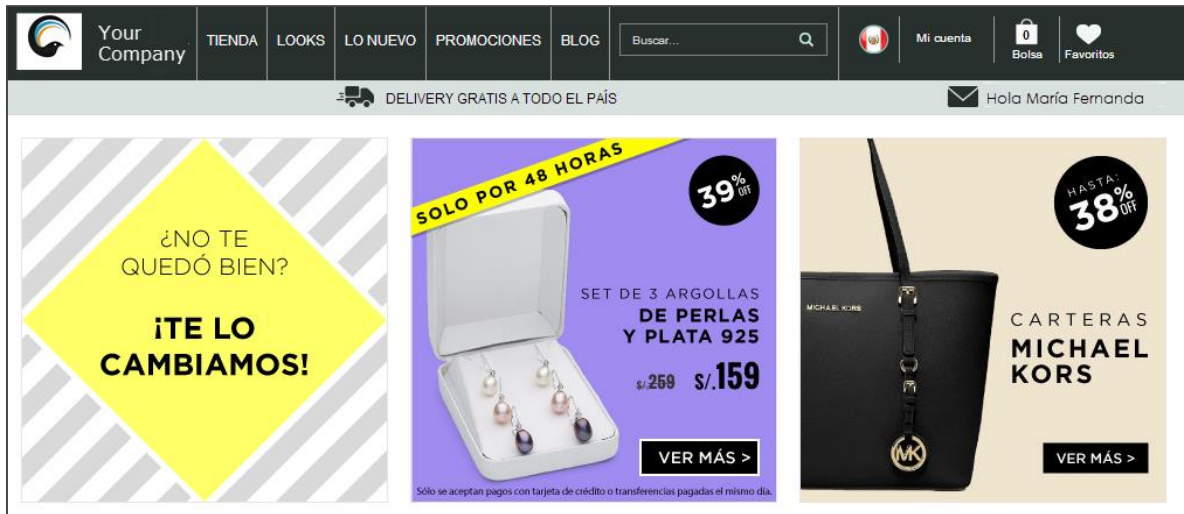 Your
Company
TIENDA
LOOKS
LO NUEVO
PROMOCIONES
BLOG
Buscar...
Mi cuenta
0
Bolsa
Favoritos
DELIVERY GRATIS A TODO EL PAÍS
Hola María Fernanda
¿NO TE
QUEDÓ BIEN?
¡TE LO
CAMBIAMOS!
SOLO POR 48 HORAS
39% OFF
SET DE 3 ARGOLLAS
DE PERLAS
Y PLATA 925
S/.259 S/.159
VER MÁS >
Sólo se aceptan pagos con tarjeta de crédito o transferencias pagadas el mismo día.
HASTA:
38% OFF
MICHAEL KORS
CARTERAS
MICHAEL
KORS
MK
VER MÁS >